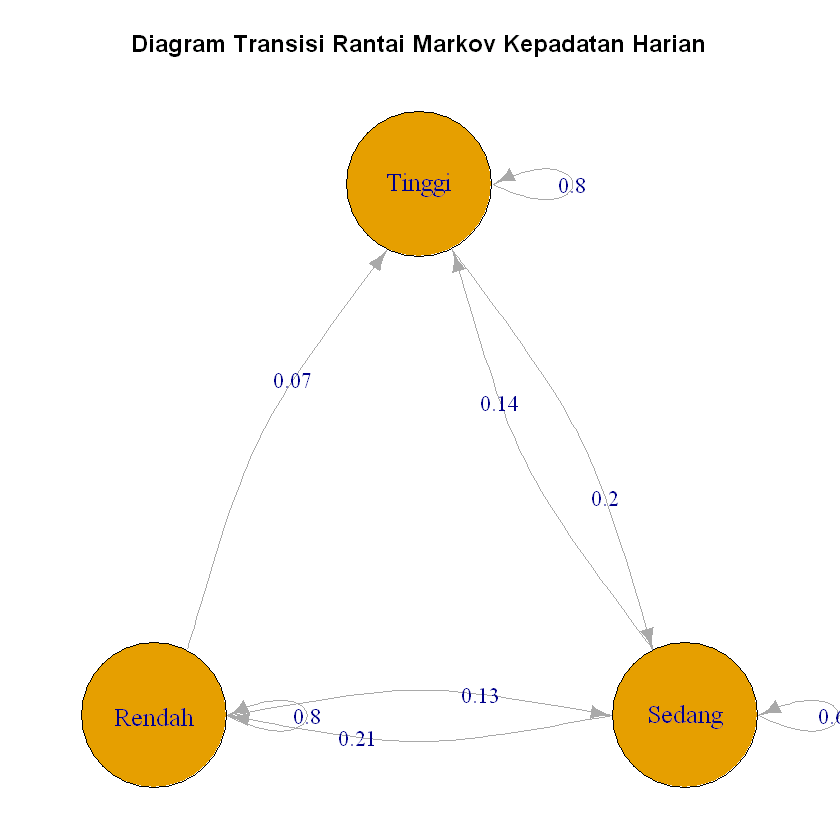 Diagram Transisi Rantai Markov Kepadatan Harian
Tinggi
0.8
0.07
0.14
0.2
0.13
Rendah
0.8
Sedang
0.21